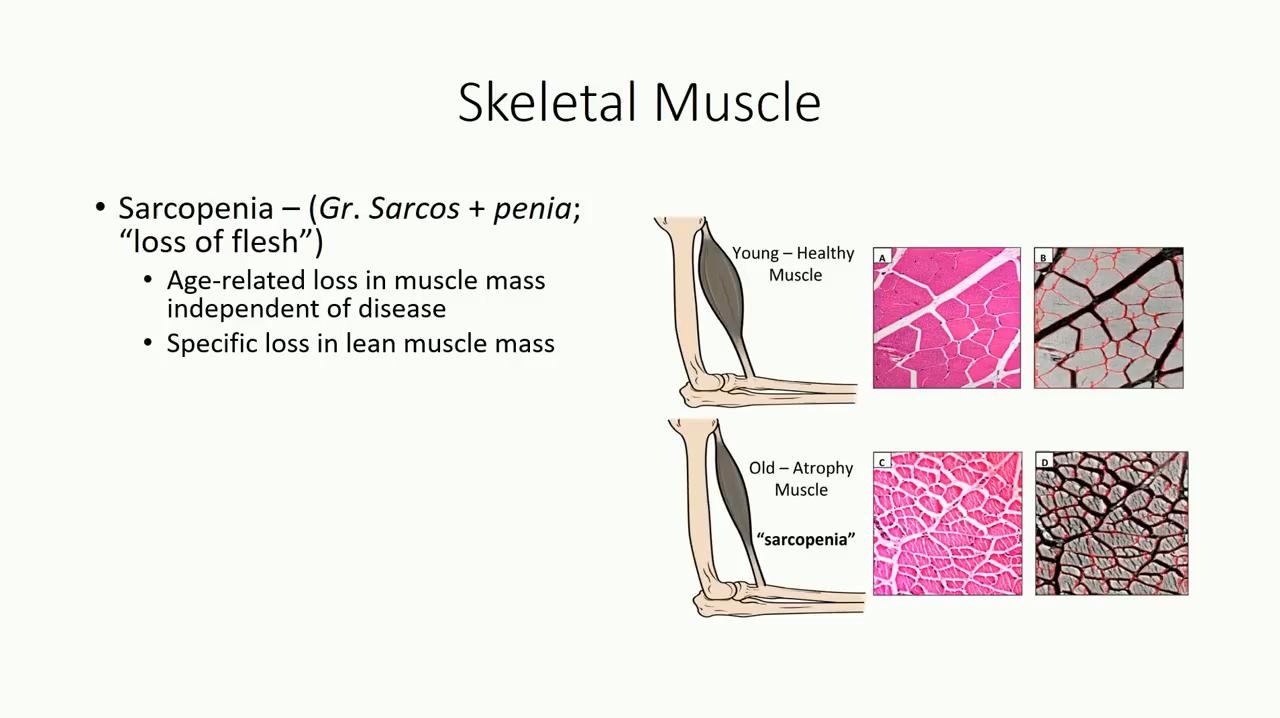 Skeletal Muscle
• Sarcopenia – (Gr. Sarcos + penia;
“loss of flesh”)
• Age-related loss in muscle mass
independent of disease
• Specific loss in lean muscle mass
Young – Healthy
Muscle
A
B
Old – Atrophy
Muscle
“sarcopenia”
C
D